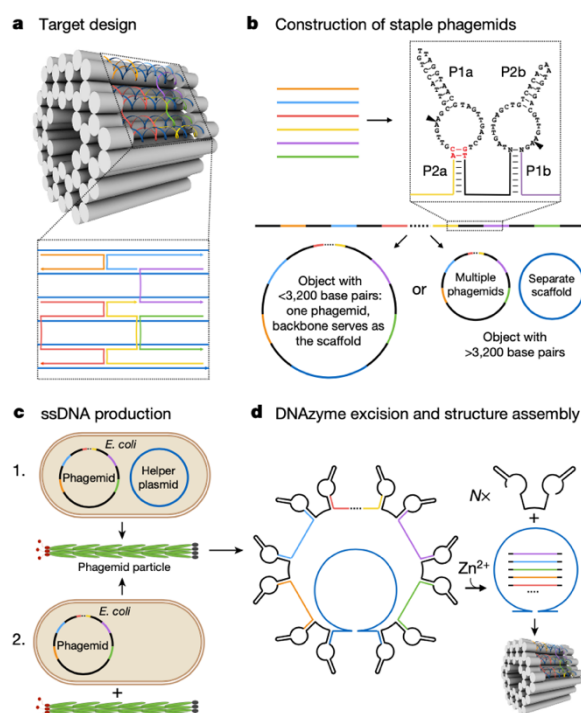 a Target design
b Construction of staple phagemids
P1a
P2b
P2a
P1b
Object with
<3,200 base pairs:
one phagemid,
backbone serves as
the scaffold
or
Multiple
phagemids
Separate
scaffold
Object with
>3,200 base pairs
c ssDNA production
1.
E. coli
Phagemid
Helper
plasmid
Phagemid particle
2.
E. coli
Phagemid
+
d DNAzyme excision and structure assembly
N×
+
Zn2+